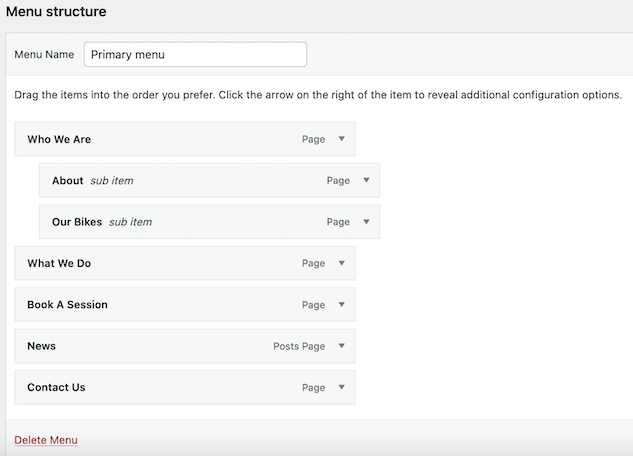 Menu structure
Menu Name Primary menu
Drag the items into the order you prefer. Click the arrow on the right of the item to reveal additional configuration options.
Who We Are Page
About sub item Page
Our Bikes sub item Page
What We Do Page
Book A Session Page
News Posts Page
Contact Us Page
Delete Menu